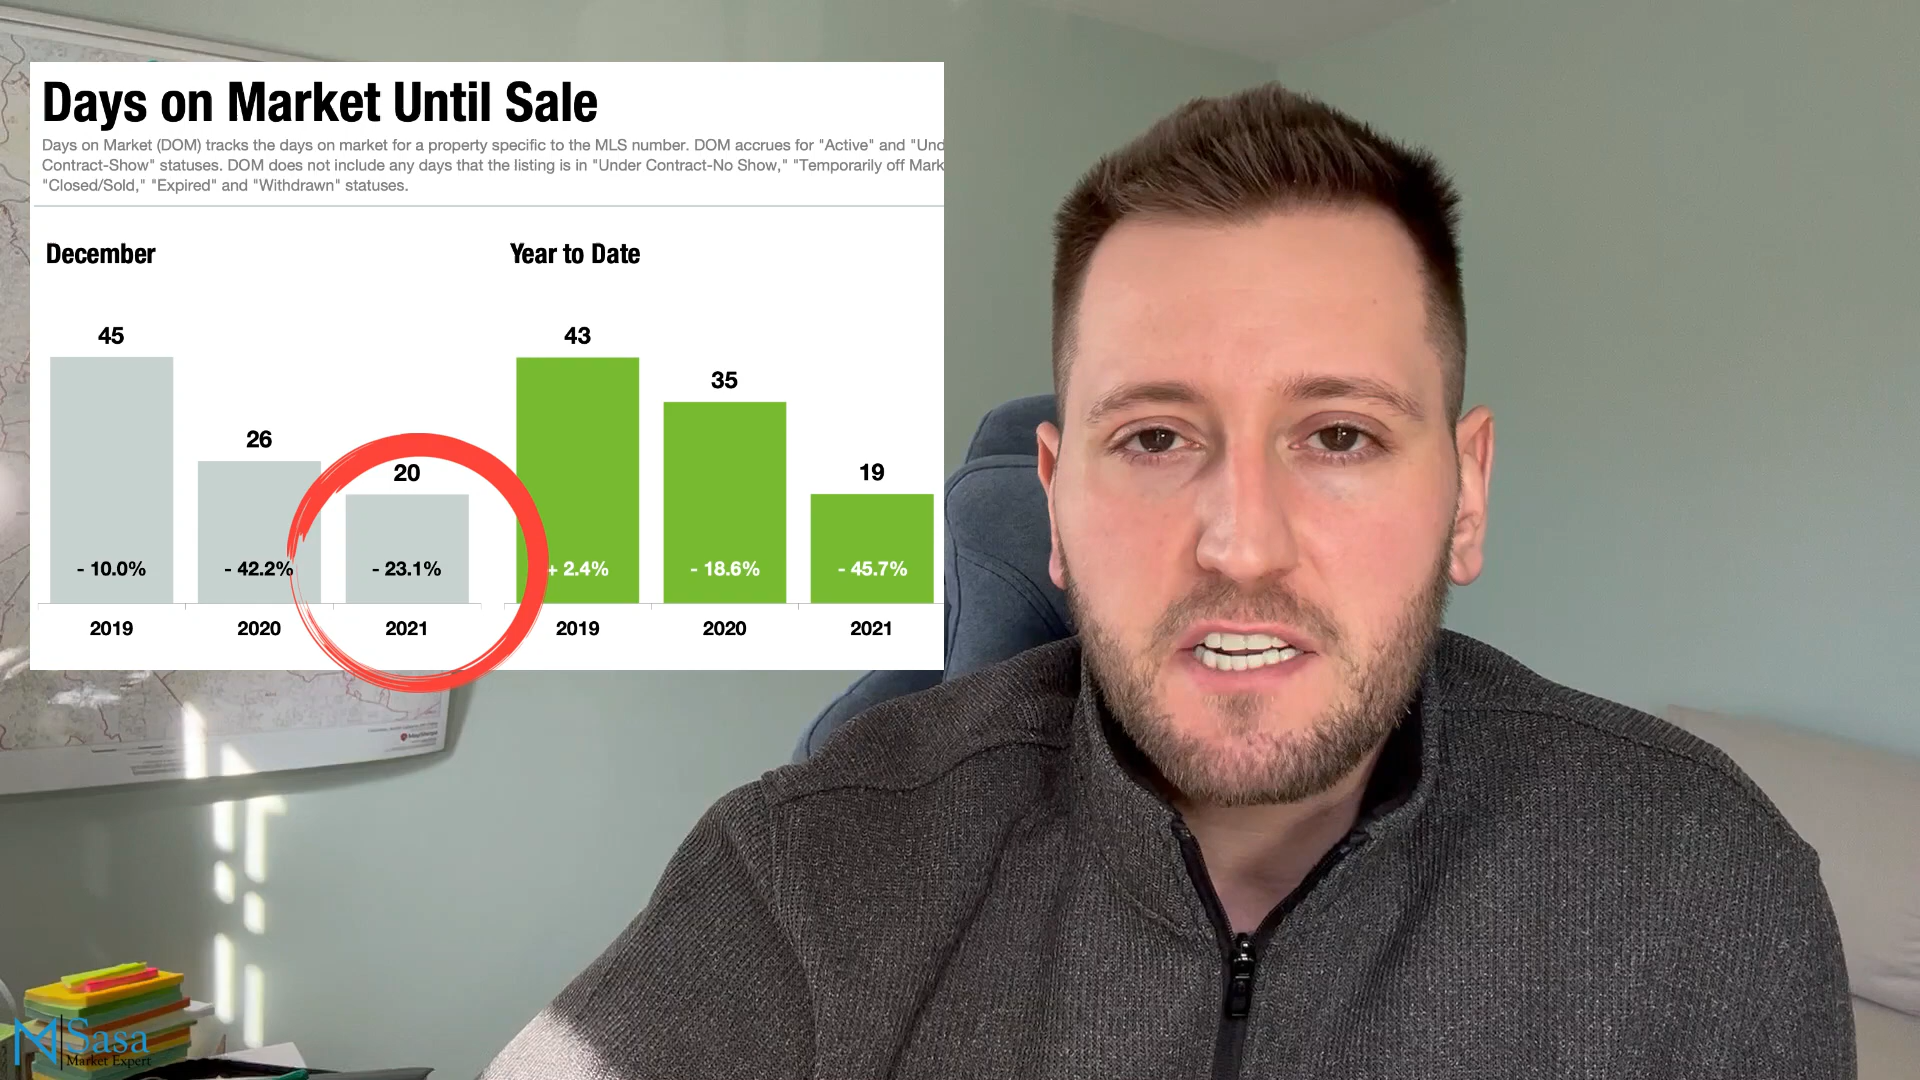 Days on Market Until Sale
Days on Market (DOM) tracks the days on market for a property specific to the MLS number. DOM accrues for "Active" and "Und
Contract-Show" statuses. DOM does not include any days that the listing is in "Under Contract-No Show," "Temporarily off Mark
"Closed/Sold," "Expired" and "Withdrawn" statuses.
December
Year to Date
45
26
20
43
35
19
- 10.0%
- 42.2%
- 23.1%
+ 2.4%
- 18.6%
- 45.7%
2019
2020
2021
2019
2020
2021
Sasa
Market Expert